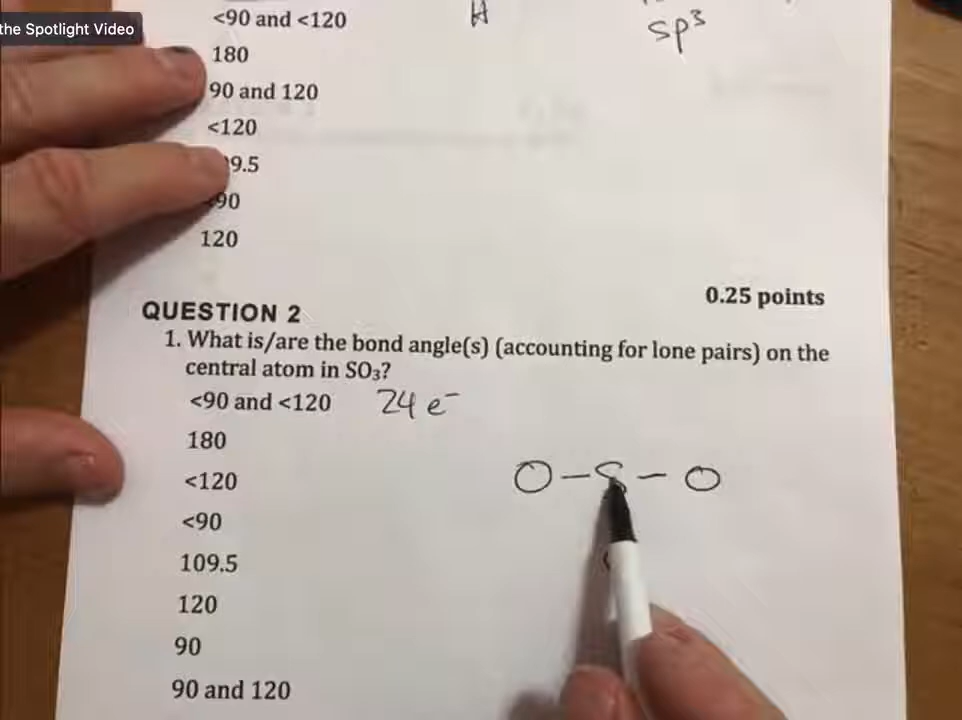 the Spotlight Video
<90 and <120
H
sp³
180
90 and 120
<120
9.5
90
120
QUESTION 2
0.25 points
1. What is/are the bond angle(s) (accounting for lone pairs) on the
central atom in SO₃?
<90 and <120
24 e⁻
180
<120
O – S – O
<90
109.5
120
90
90 and 120